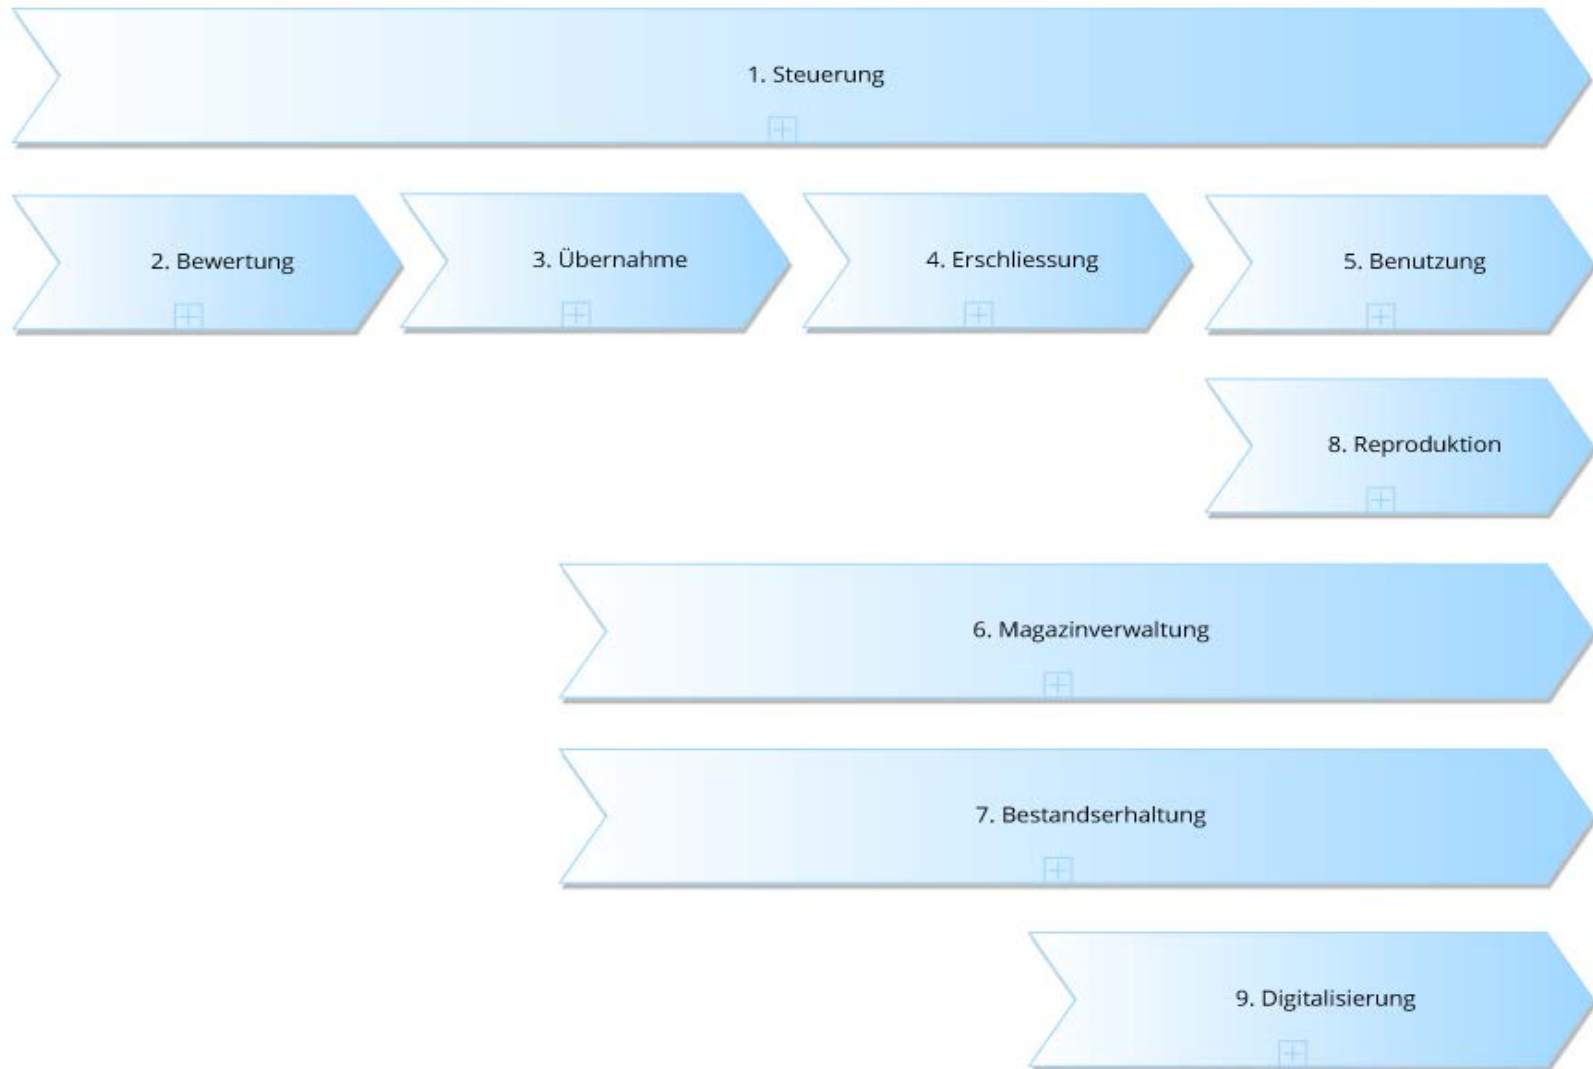 1. Steuerung
2. Bewertung
3. Übernahme
4. Erschliessung
5. Benutzung
8. Reproduktion
6. Magazinverwaltung
7. Bestandserhaltung
9. Digitalisierung